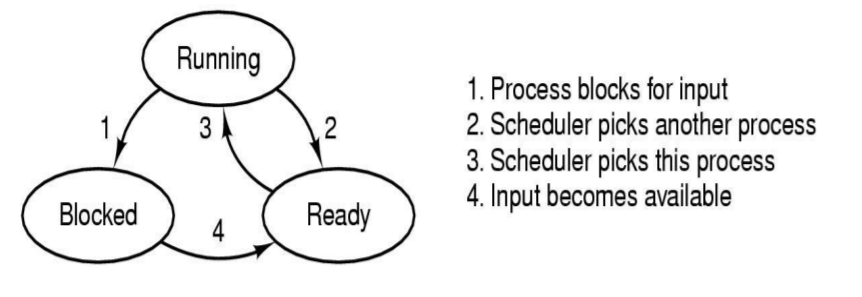 Running
1
3
2
Blocked
4
Ready
1. Process blocks for input
2. Scheduler picks another process
3. Scheduler picks this process
4. Input becomes available